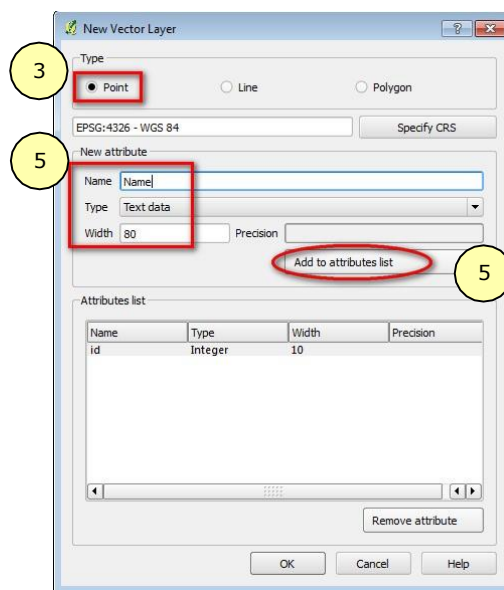 New Vector Layer
3
Type
Point Line Polygon
EPSG:4326 - WGS 84 Specify CRS
5
New attribute
Name Name
Type Text data
Width 80 Precision
Add to attributes list
5
Attributes list
Name Type Width Precision
id Integer 10
Remove attribute
OK Cancel Help